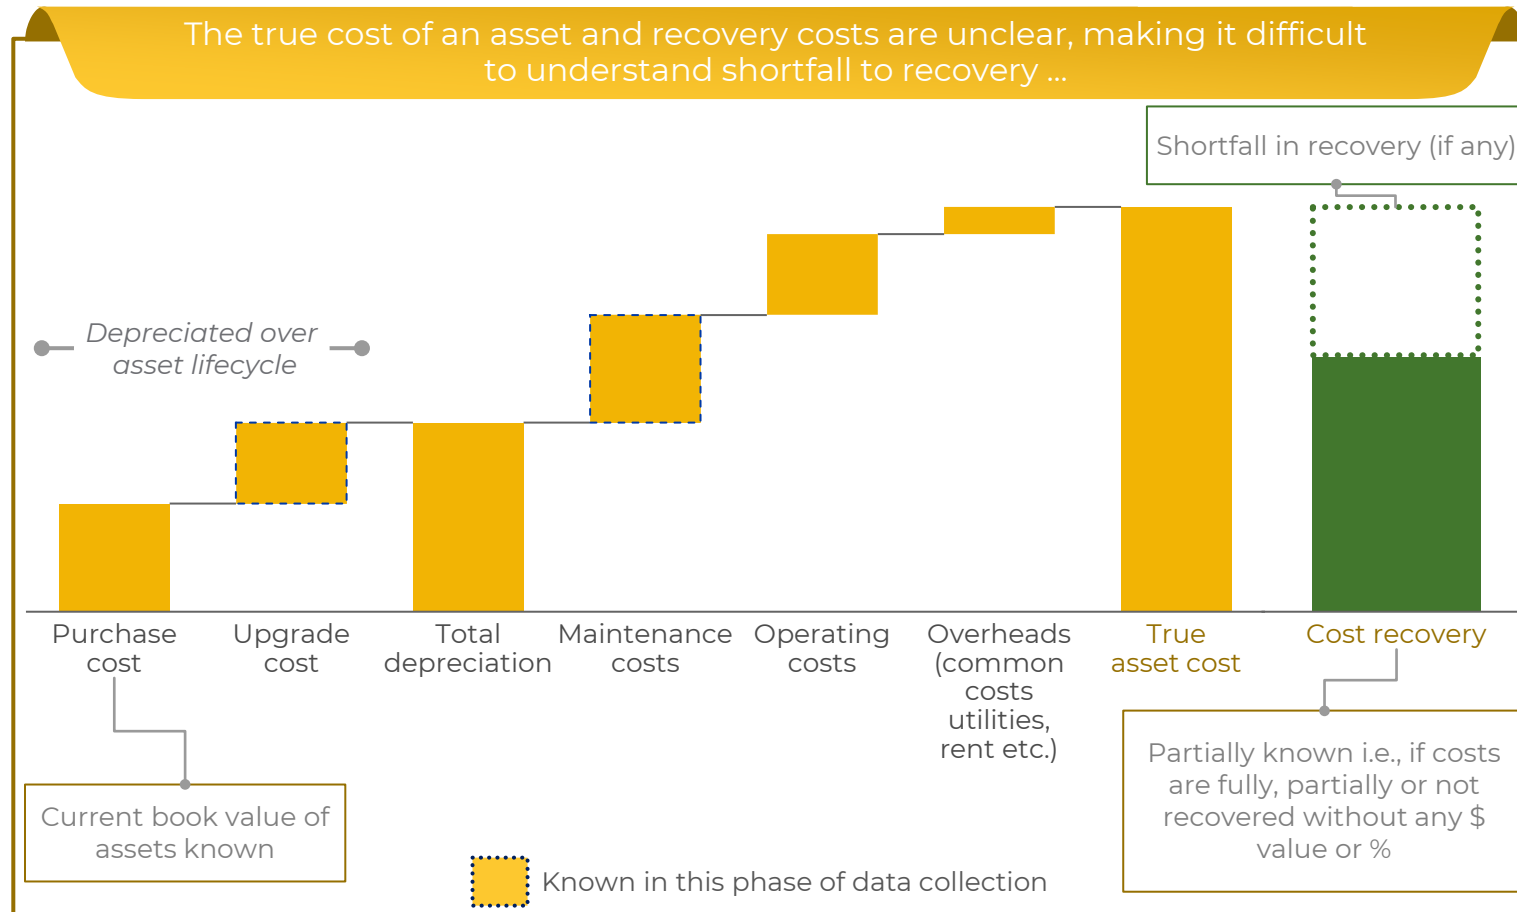 The true cost of an asset and recovery costs are unclear, making it difficult
to understand shortfall to recovery ...
Shortfall in recovery (if any)
Depreciated over
asset lifecycle
Purchase
cost
Upgrade
cost
Total
depreciation
Maintenance
costs
Operating
costs
Overheads
(common
costs
utilities,
rent etc.)
True
asset cost
Cost recovery
Current book value of
assets known
Partially known i.e., if costs
are fully, partially or not
recovered without any $
value or %
Known in this phase of data collection